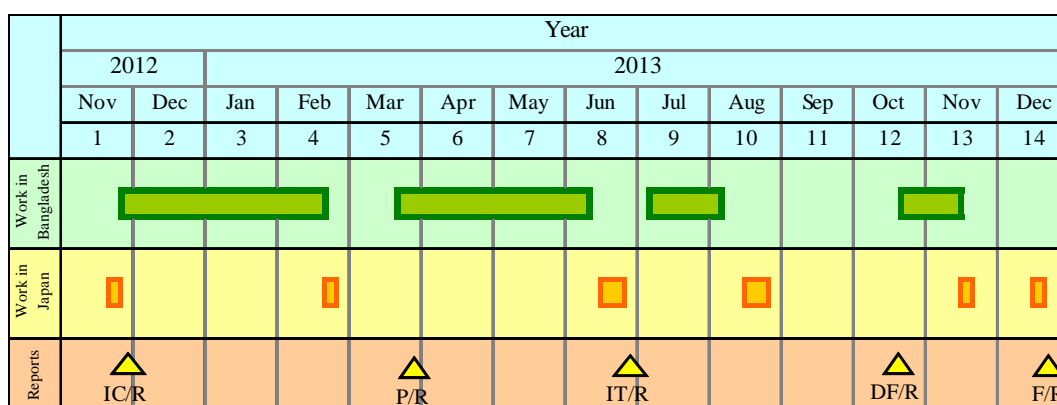 Year
2012 2013
Nov Dec Jan Feb Mar Apr May Jun Jul Aug Sep Oct Nov Dec
1 2 3 4 5 6 7 8 9 10 11 12 13 14
Work in
Bangladesh
Work in
Japan
Reports
IC/R P/R IT/R DF/R F/R